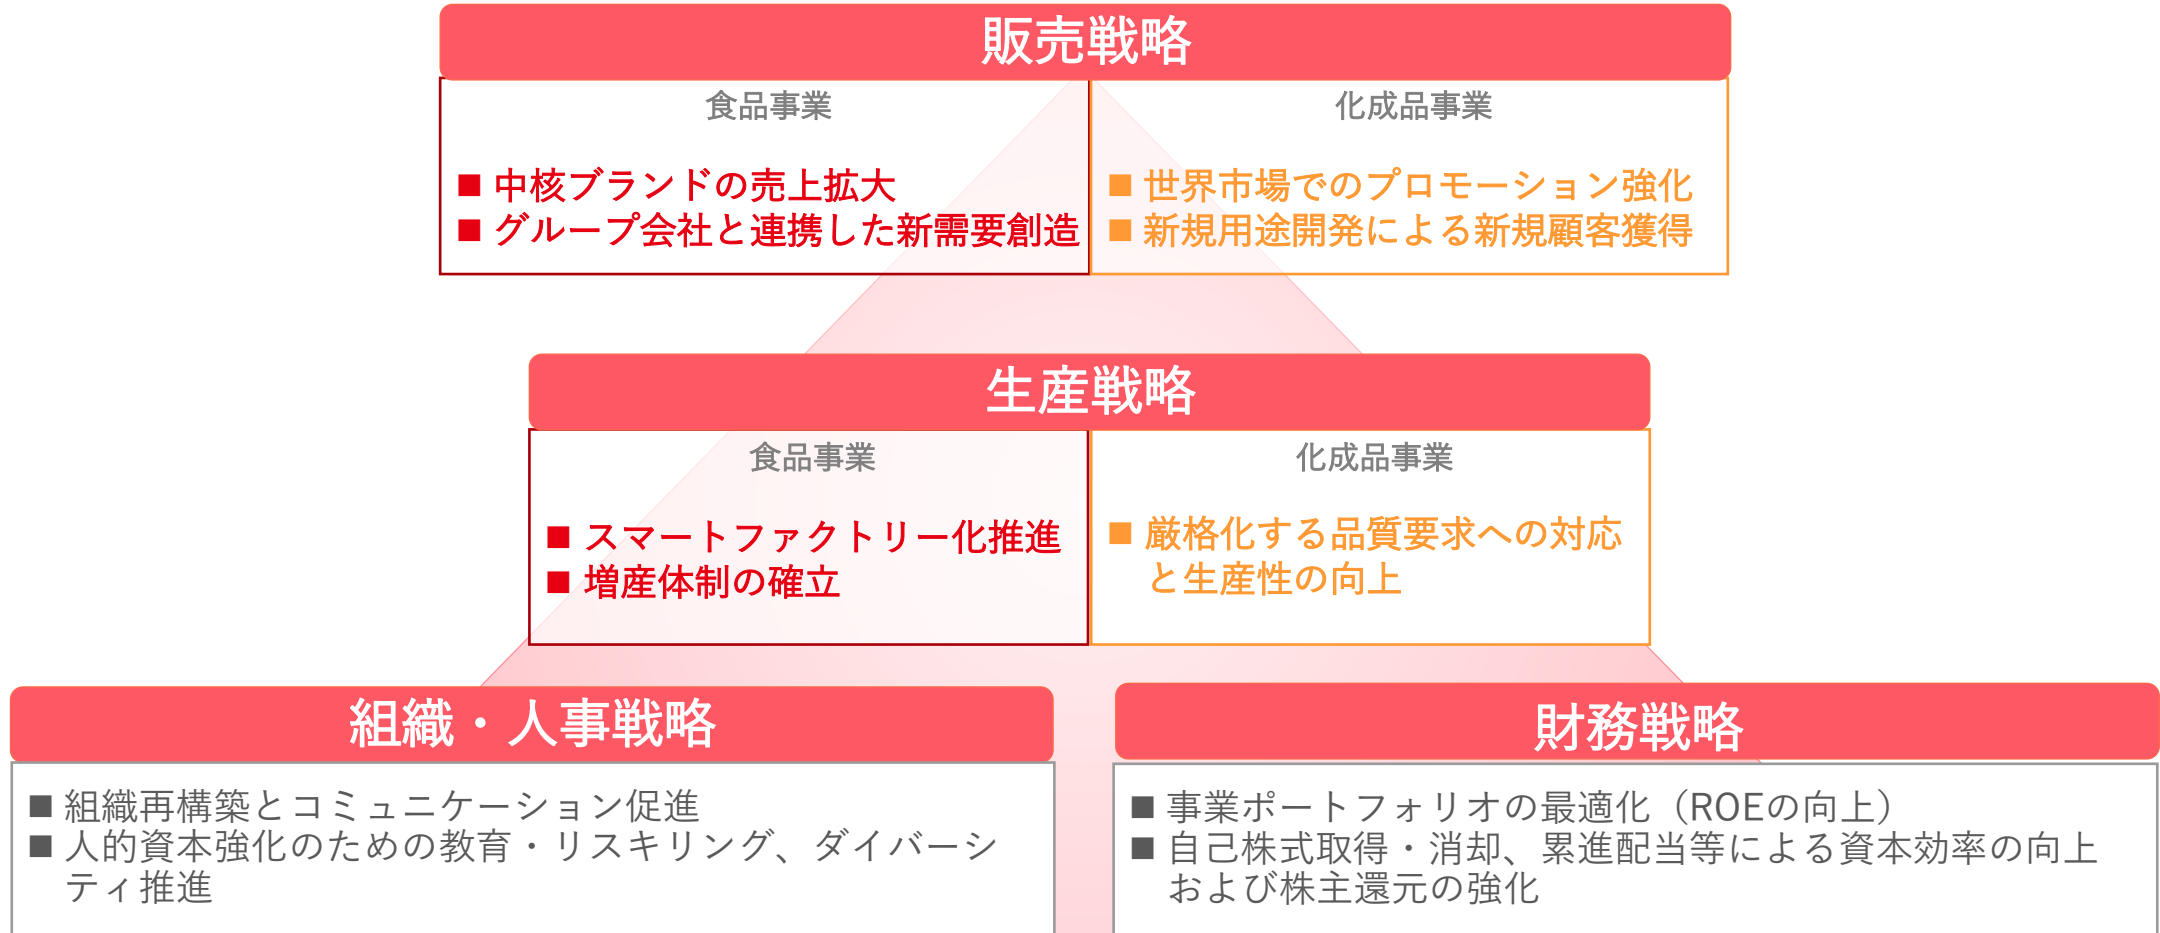 販売戦略
食品事業
■ 中核ブランドの売上拡大
■ グループ会社と連携した新需要創造
化成品事業
■ 世界市場でのプロモーション強化
■ 新規用途開発による新規顧客獲得
生産戦略
食品事業
■ スマートファクトリー化推進
■ 増産体制の確立
化成品事業
■ 厳格化する品質要求への対応
と生産性の向上
組織・人事戦略
■ 組織再構築とコミュニケーション促進
■ 人的資本強化のための教育・リスキリング、ダイバーシ
ティ推進
財務戦略
■ 事業ポートフォリオの最適化（ROEの向上）
■ 自己株式取得・消却、累進配当等による資本効率の向上
および株主還元の強化